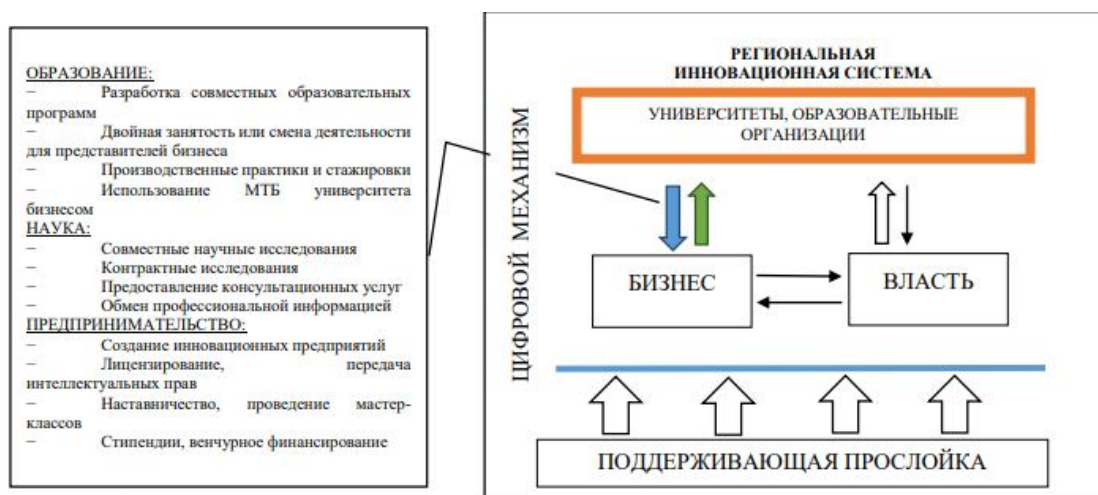 ОБРАЗОВАНИЕ:
– Разработка совместных образовательных
программ
– Двойная занятость или смена деятельности
для представителей бизнеса
– Производственные практики и стажировки
– Использование МТБ университета
бизнесом
НАУКА:
– Совместные научные исследования
– Контрактные исследования
– Предоставление консультационных услуг
– Обмен профессиональной информацией
ПРЕДПРИНИМАТЕЛЬСТВО:
– Создание инновационных предприятий
– Лицензирование, передача
интеллектуальных прав
– Наставничество, проведение мастер-
классов
– Стипендии, венчурное финансирование
ЦИФРОВОЙ МЕХАНИЗМ
РЕГИОНАЛЬНАЯ
ИННОВАЦИОННАЯ СИСТЕМА
УНИВЕРСИТЕТЫ, ОБРАЗОВАТЕЛЬНЫЕ
ОРГАНИЗАЦИИ
БИЗНЕС
ВЛАСТЬ
ПОДДЕРЖИВАЮЩАЯ ПРОСЛОЙКА